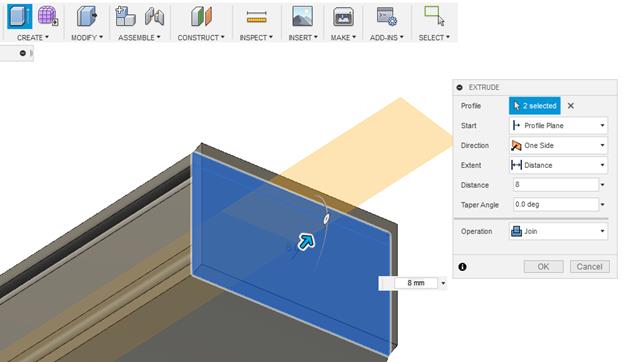 CREATE MODIFY ASSEMBLE CONSTRUCT INSPECT INSERT MAKE ADD-INS SELECT
EXTRUDE
Profile 2 selected
Start Profile Plane
Direction One Side
Extent Distance
Distance 8
Taper Angle 0.0 deg
Operation Join
8 mm
OK Cancel